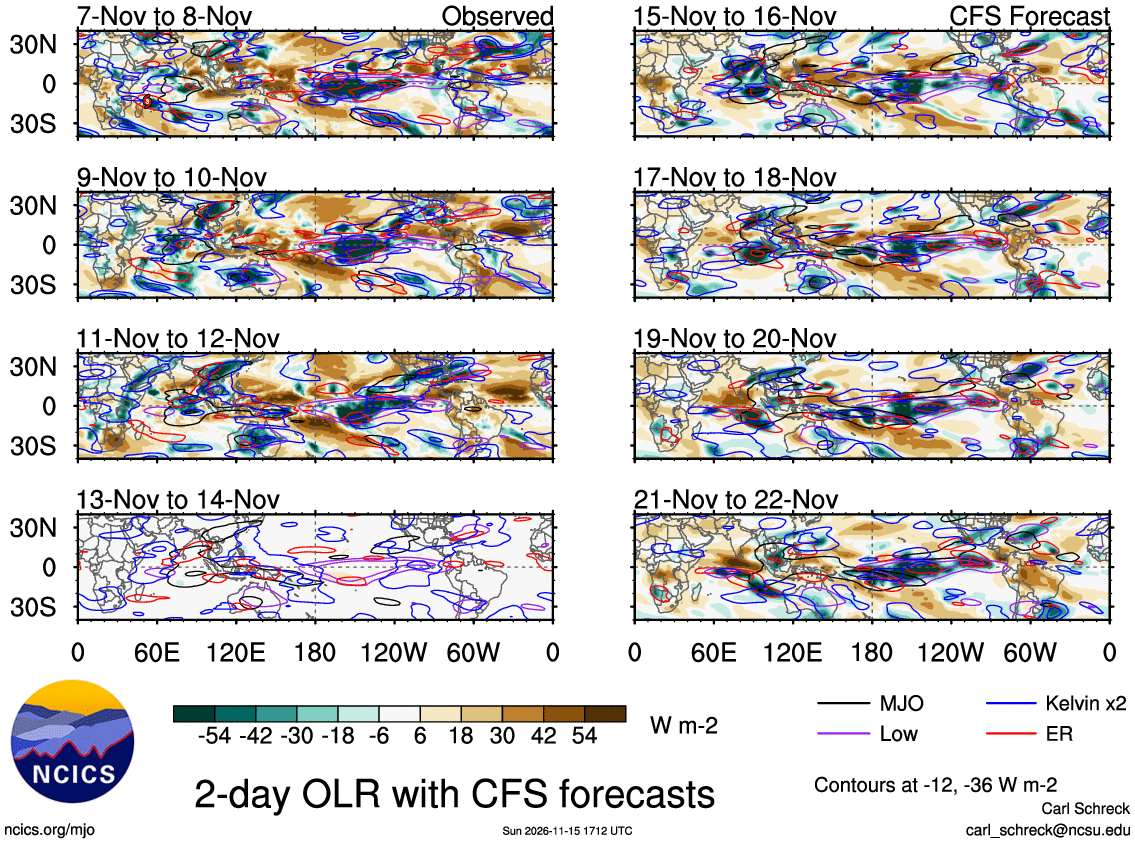 7-Nov to 8-Nov Observed
15-Nov to 16-Nov CFS Forecast
30N
0
30S
9-Nov to 10-Nov
17-Nov to 18-Nov
30N
0
30S
11-Nov to 12-Nov
19-Nov to 20-Nov
30N
0
30S
13-Nov to 14-Nov
21-Nov to 22-Nov
30N
0
30S
0 60E 120E 180 120W 60W 0
0 60E 120E 180 120W 60W 0
-54 -42 -30 -18 -6 6 18 30 42 54
W m-2
MJO
Kelvin x2
Low
ER
Contours at -12, -36 W m-2
NCICS
2-day OLR with CFS forecasts
Carl Schreck
ncics.org/mjo
Sun 2026-11-15 1712 UTC
carl_schreck@ncsu.edu